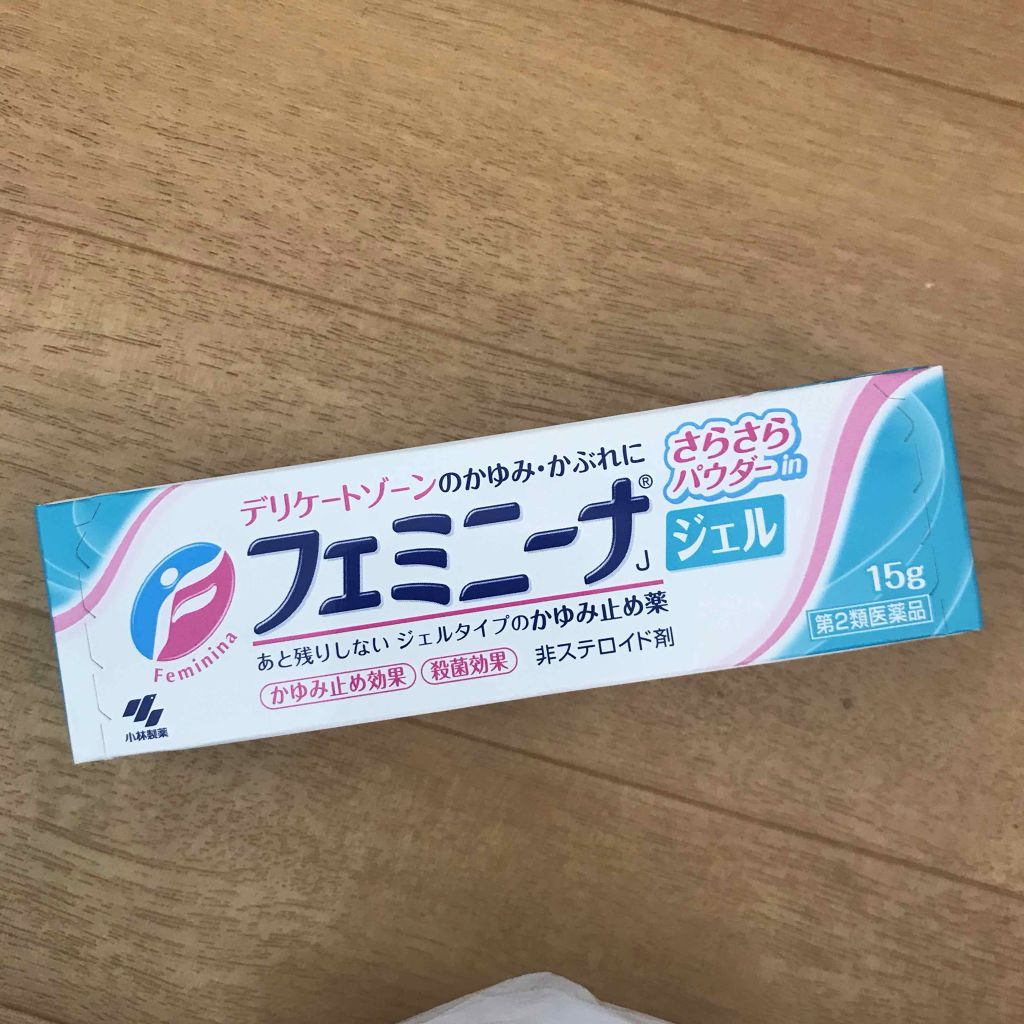 デリケートゾーンのかゆみ・かぶれに
フェミニーナ®J
さらさら
パウダーin
ジェル
あと残りしない ジェルタイプのかゆみ止め薬
かゆみ止め効果 殺菌効果 非ステロイド剤
Feminina
小林製薬
15g
第2類医薬品